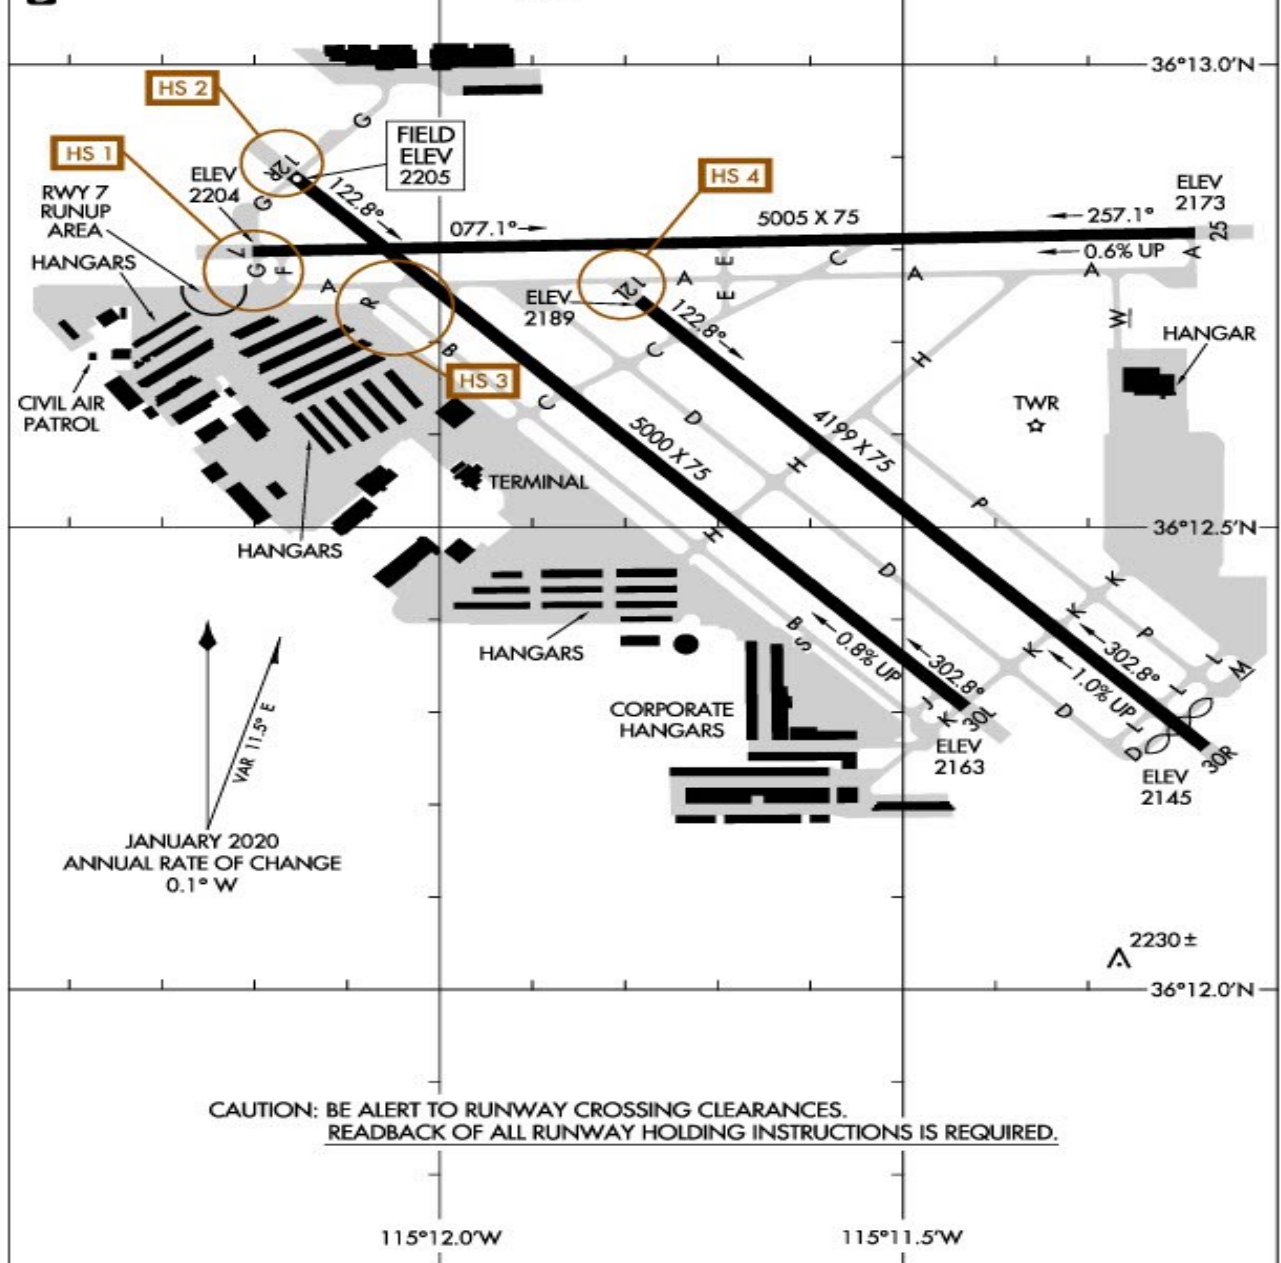 36°13.0'N
HS 2
G
FIELD
ELEV
2205
HS 1
12R
ELEV
2204
HS 4
ELEV
2173
RWY 7
RUNUP
AREA
G
122.8°
077.1°
5005 X 75
257.1°
25
HANGARS
7
G
F
A
R
E
E
A
C
A
0.6% UP
A
A
12L
ELEV
2189
122.8°
W
HANGAR
B
HS 3
C
H
CIVIL AIR
PATROL
C
D
TWR
5000 X 75
4199 X 75
H
TERMINAL
P
36°12.5'N
HANGARS
H
D
K
K
B
S
P
HANGARS
0.8% UP
302.8°
K
302.8°
L
M
1.0% UP
L
CORPORATE
HANGARS
J
K
30L
D
L
D
30R
ELEV
2163
ELEV
2145
VAR 11.5° E
JANUARY 2020
ANNUAL RATE OF CHANGE
0.1° W
2230 ±
36°12.0'N
CAUTION: BE ALERT TO RUNWAY CROSSING CLEARANCES.
READBACK OF ALL RUNWAY HOLDING INSTRUCTIONS IS REQUIRED.
115°12.0'W
115°11.5'W